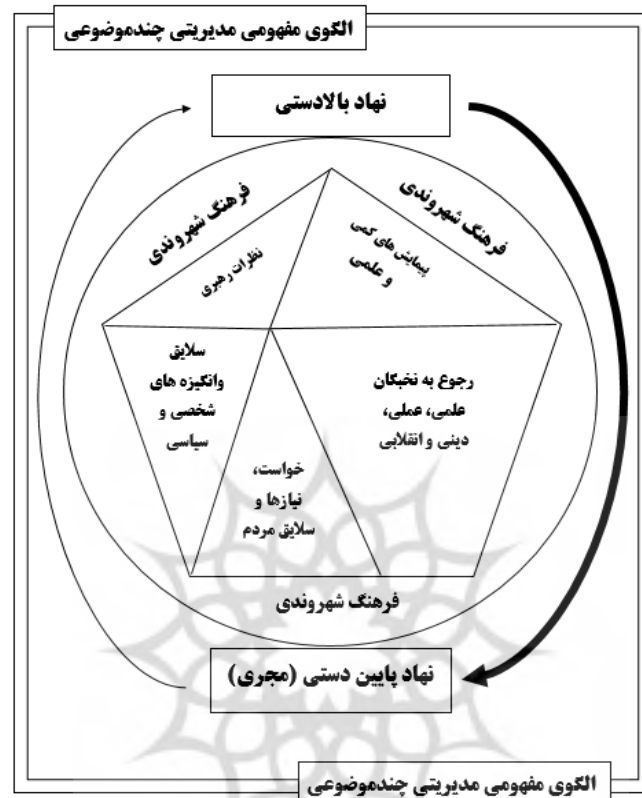 الگوی مفهومی مدیریتی چندموضوعی
نهاد بالادستی
فرهنگ شهروندی
فرهنگ شهروندی
پیمایش های کمی
و علمی
نظرات رهبری
سلایق
وانگیزه های
شخصی و
سیاسی
رجوع به نخبگان
علمی، عملی،
دینی و انقلابی
خواست،
نیازها و
سلایق مردم
فرهنگ شهروندی
نهاد پایین دستی (مجری)
الگوی مفهومی مدیریتی چندموضوعی